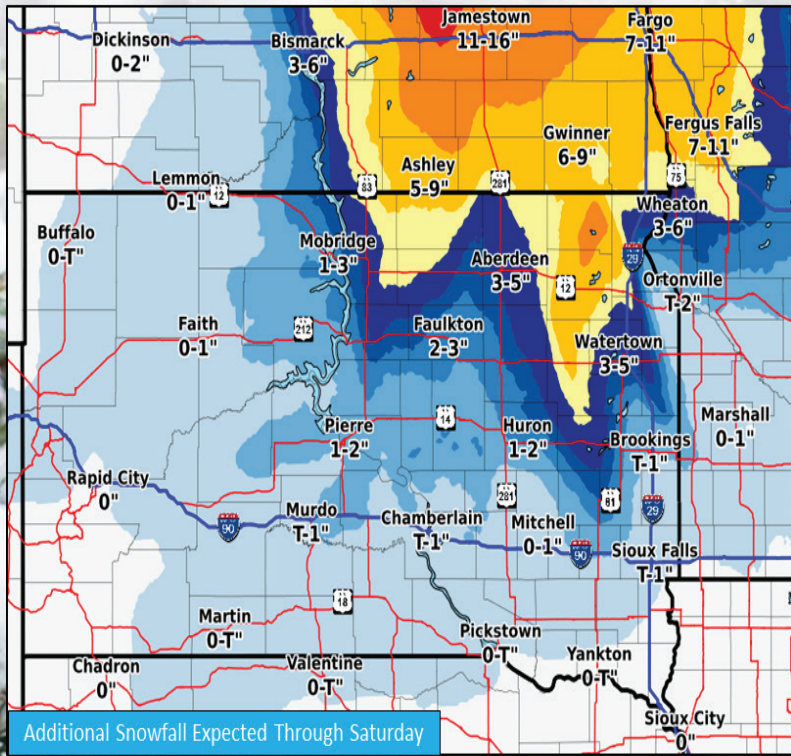 Dickinson
0-2"
Bismarck
3-6"
Jamestown
11-16"
Fargo
7-11"
Gwinner
6-9"
Fergus Falls
7-11"
Lemmon
0-1"
12
83
Ashley
5-9"
281
75
Wheaton
3-6"
Buffalo
0-T"
Mobridge
1-3"
Aberdeen
3-5"
12
29
Ortonville
T-2"
Faith
0-1"
212
Faulkton
2-3"
Watertown
3-5"
Pierre
1-2"
14
Huron
1-2"
Brookings
T-1"
Marshall
0-1"
Rapid City
0"
90
Murdo
T-1"
Chamberlain
T-1"
281
Mitchell
0-1"
81
29
90
Sioux Falls
T-1"
Martin
0-T"
18
Pickstown
0-T"
Yankton
0-T"
Chadron
0"
Valentine
0-T"
Sioux City
0"
Additional Snowfall Expected Through Saturday